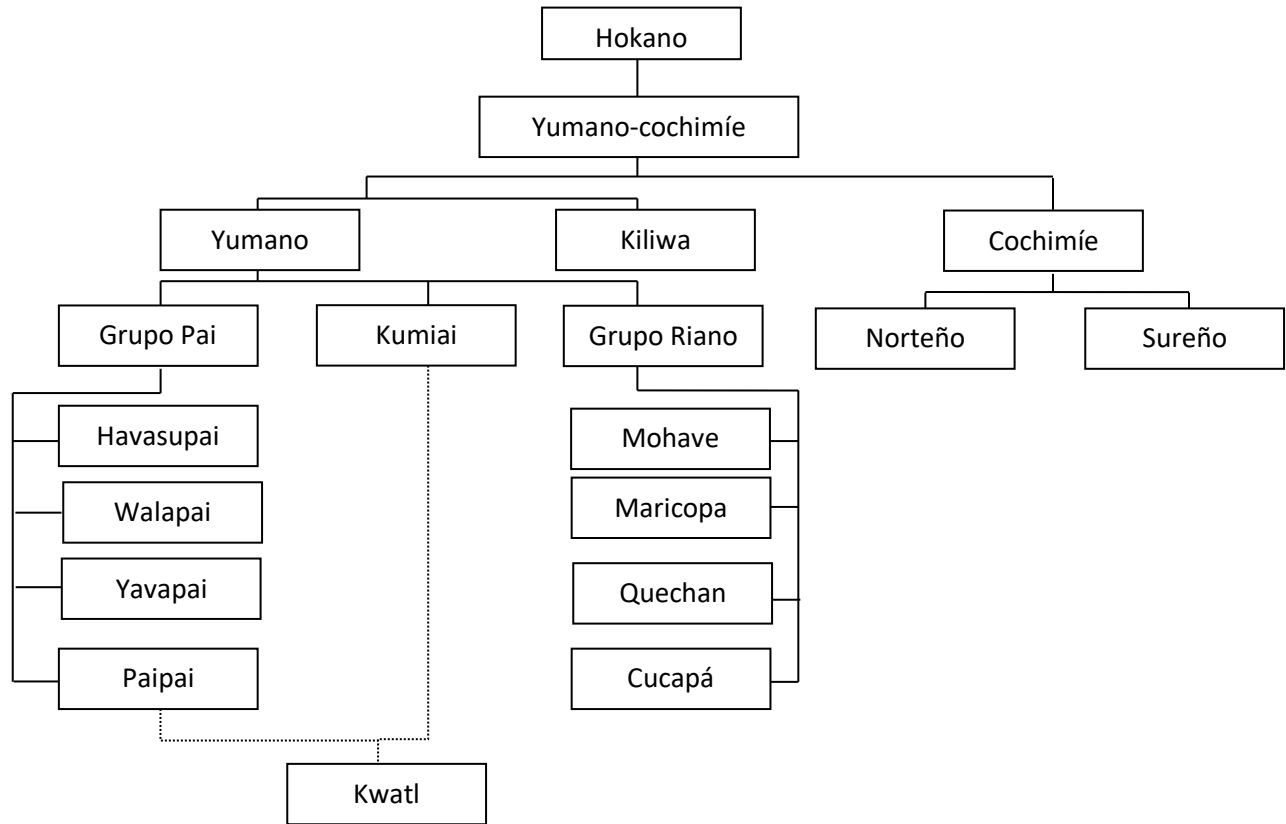 Hokano
Yumano-cochimíe
Yumano
Kiliwa
Cochimíe
Grupo Pai
Kumiai
Grupo Riano
Norteño
Sureño
Havasupai
Walapai
Yavapai
Paipai
Mohave
Maricopa
Quechan
Cucapá
Kwatl